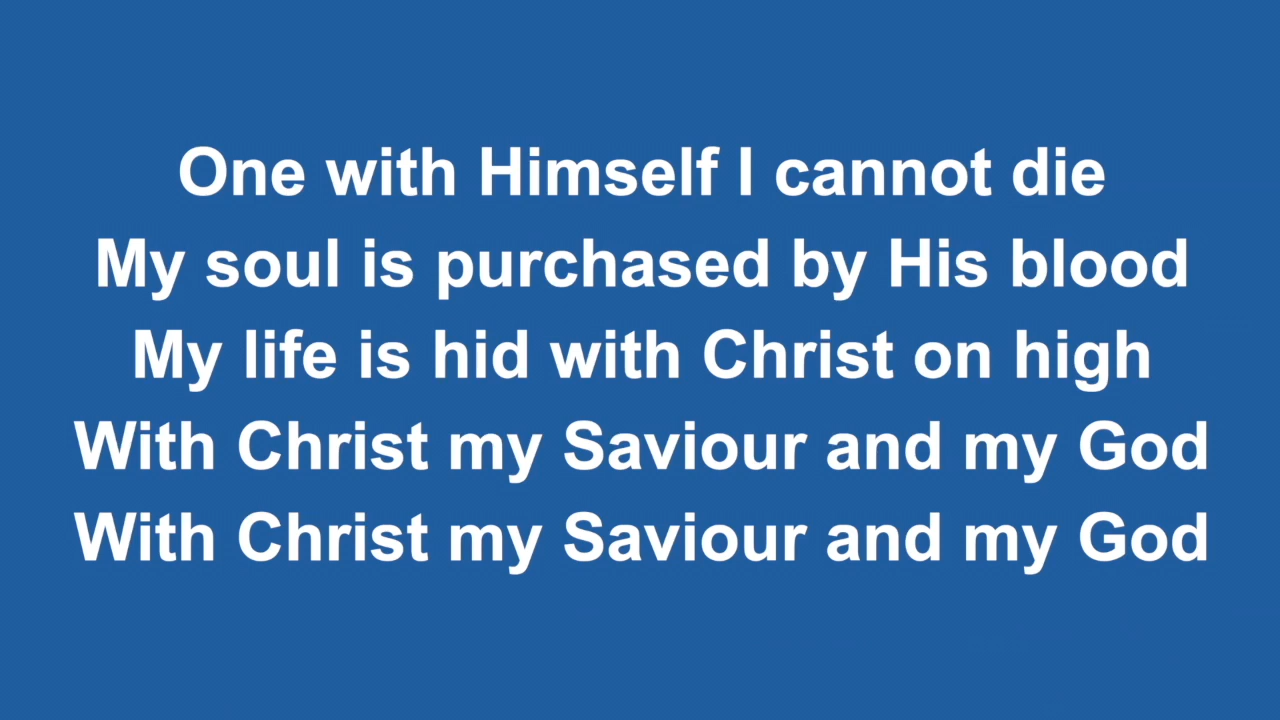 One with Himself I cannot die
My soul is purchased by His blood
My life is hid with Christ on high
With Christ my Saviour and my God
With Christ my Saviour and my God